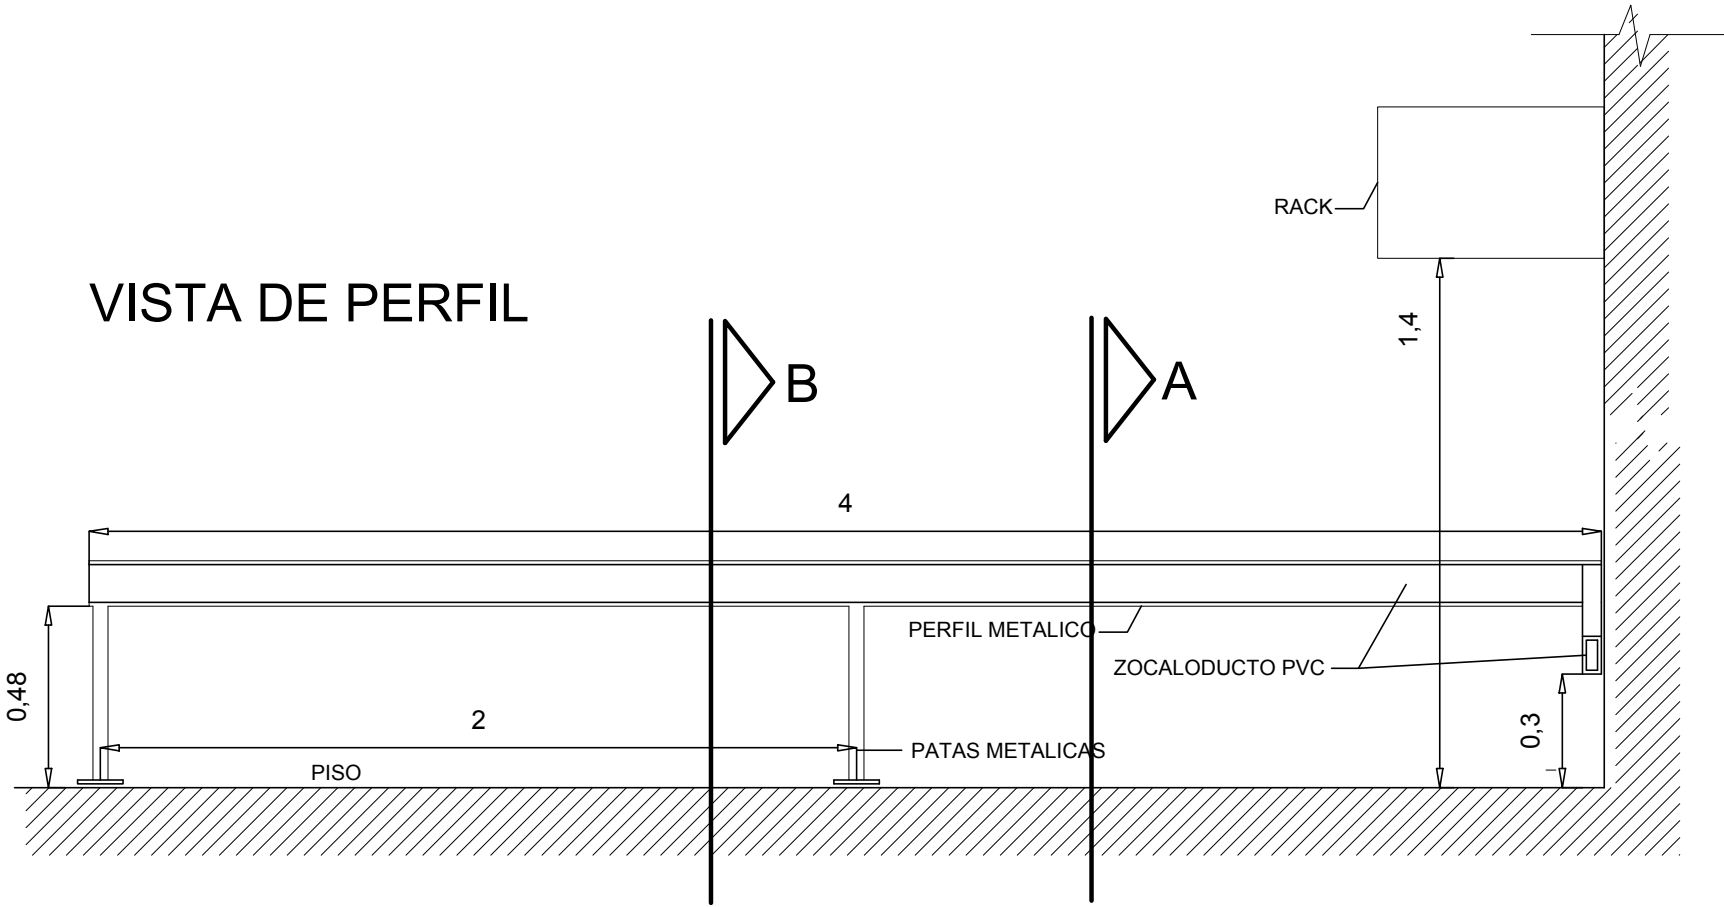 RACK
VISTA DE PERFIL
1,4
B
A
4
PERFIL METALICO
ZOCALODUCTO PVC
0,48
2
0,3
PATAS METALICAS
PISO